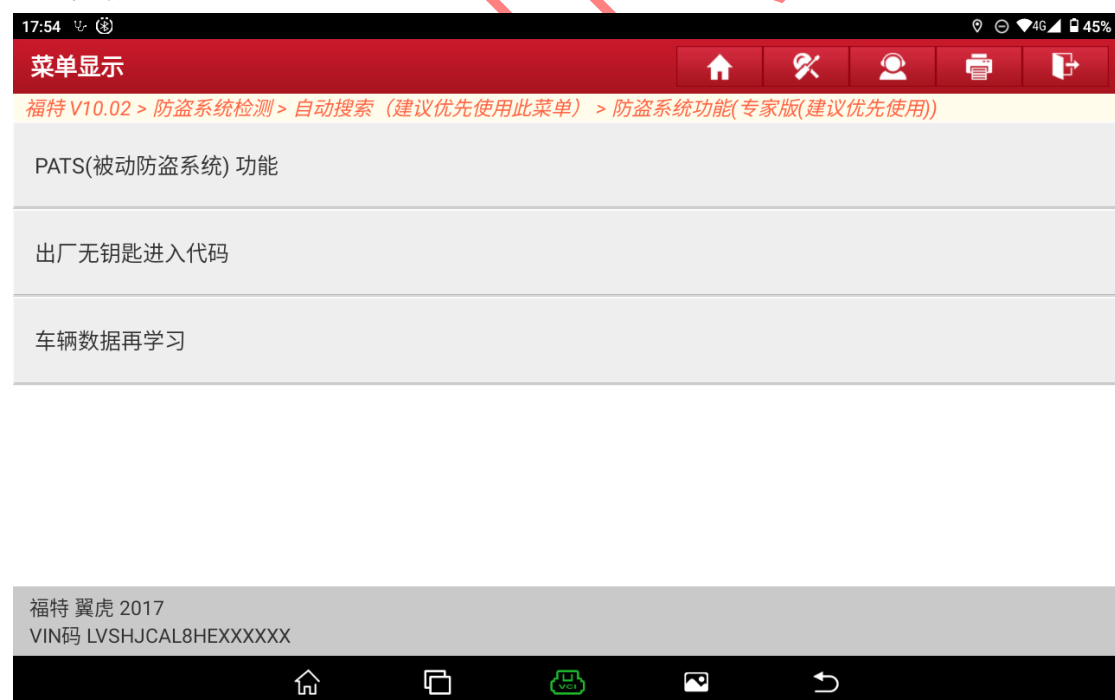 17:54
4G
45%
菜单显示
福特 V10.02 > 防盗系统检测 > 自动搜索（建议优先使用此菜单） > 防盗系统功能(专家版(建议优先使用))
PATS(被动防盗系统) 功能
出厂无钥匙进入代码
车辆数据再学习
福特 翼虎 2017
VIN码 LVSHJCAL8HEXXXXXX
VCI